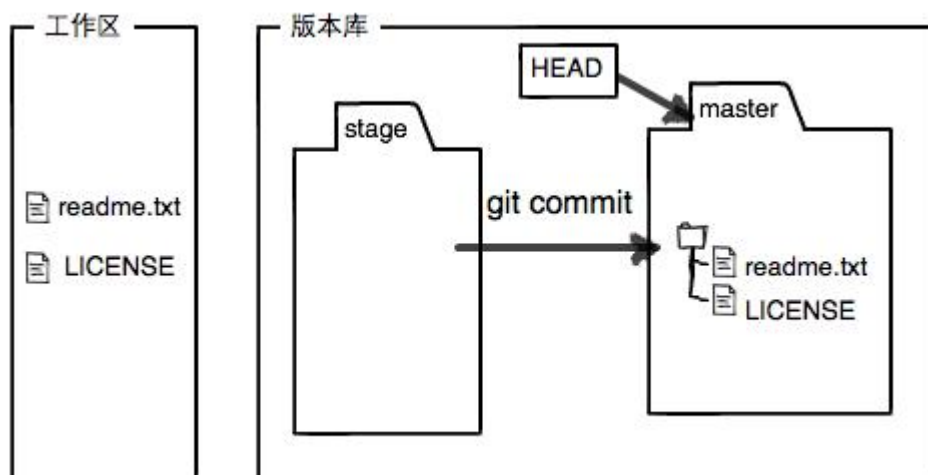 工作区
版本库
HEAD
stage
master
readme.txt
LICENSE
git commit
readme.txt
LICENSE